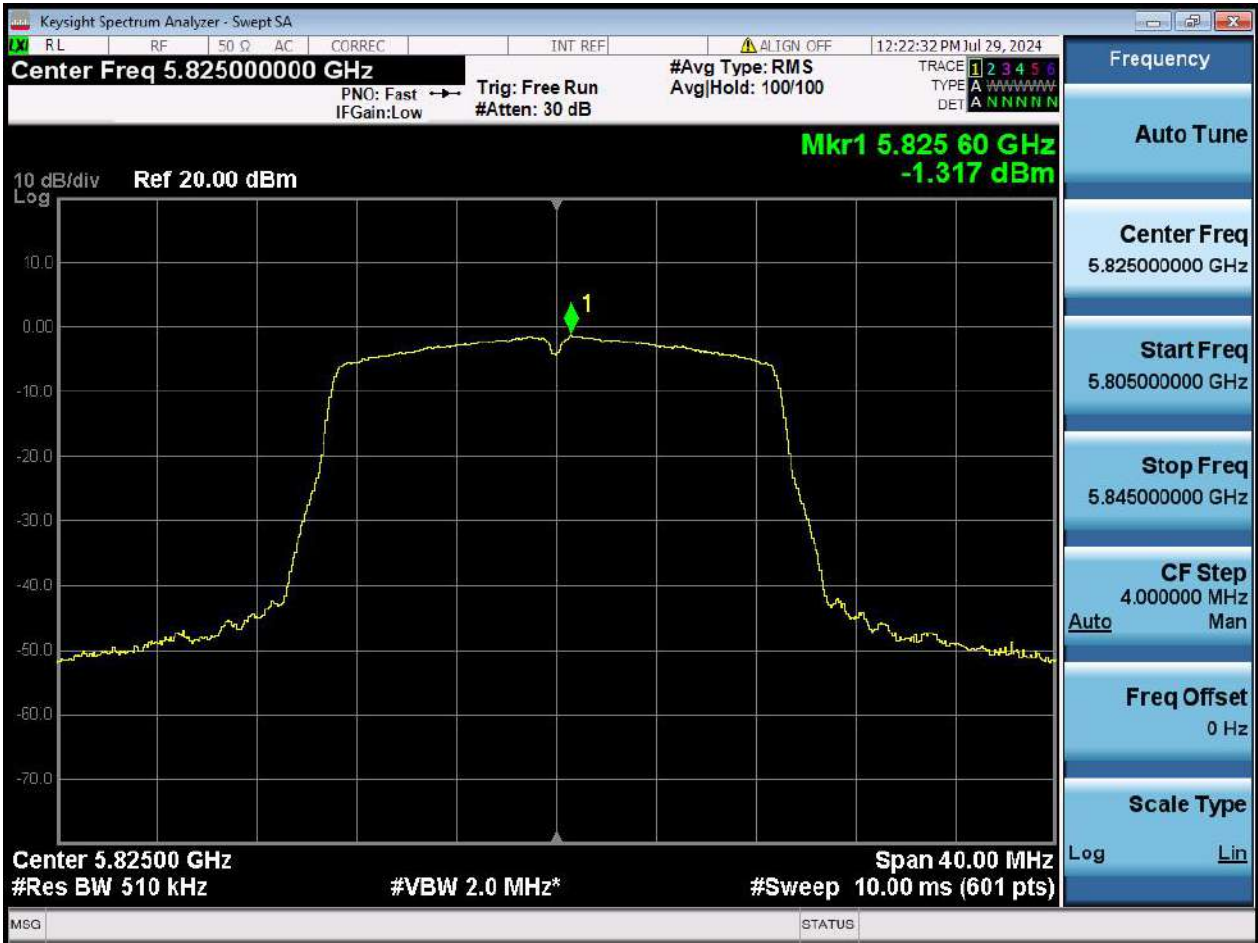 Keysight Spectrum Analyzer - Swept SA
LXI RL RF 50 Ω AC CORREC INT REF ALIGN OFF 12:22:32 PM Jul 29, 2024
Center Freq 5.825000000 GHz
PNO: Fast
IFGain:Low
Trig: Free Run
#Atten: 30 dB
#Avg Type: RMS
Avg|Hold: 100/100
TRACE 1 2 3 4 5 6
TYPE A WWWWW
DET A N N N N N
Mkr1 5.825 60 GHz
-1.317 dBm
10 dB/div Ref 20.00 dBm
Log
10.0
1
0.00
-10.0
-20.0
-30.0
-40.0
-50.0
-60.0
-70.0
Center 5.82500 GHz Span 40.00 MHz
#Res BW 510 kHz #VBW 2.0 MHz* #Sweep 10.00 ms (601 pts)
MSG STATUS
Frequency
Auto Tune
Center Freq
5.825000000 GHz
Start Freq
5.805000000 GHz
Stop Freq
5.845000000 GHz
CF Step
4.000000 MHz
Auto Man
Freq Offset
0 Hz
Scale Type
Log Lin